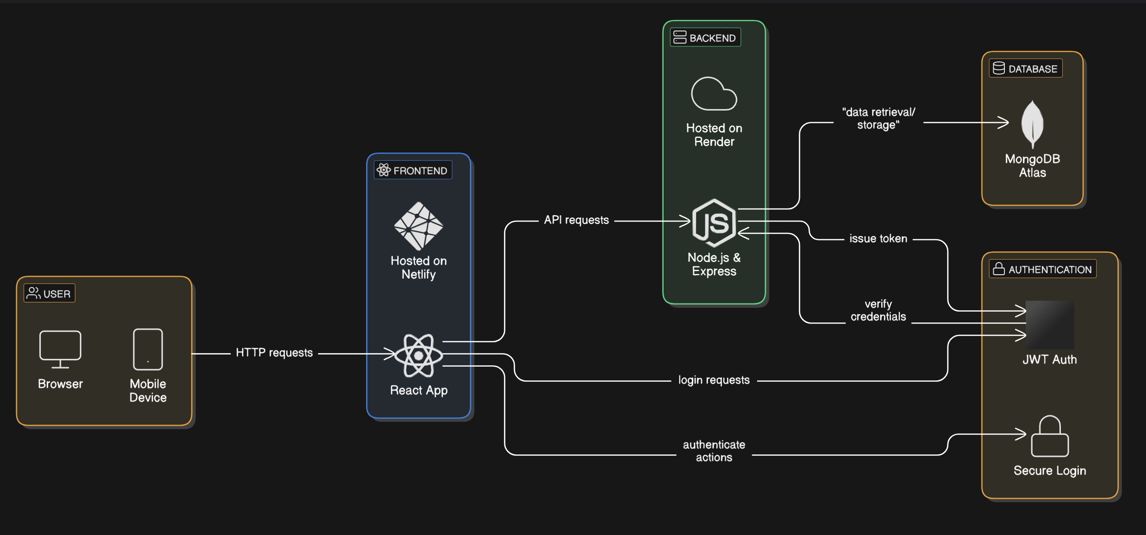 BACKEND
Hosted on
Render
Node.js &
Express
DATABASE
MongoDB
Atlas
"data retrieval/
storage"
FRONTEND
Hosted on
Netlify
React App
API requests
issue token
verify
credentials
AUTHENTICATION
JWT Auth
Secure Login
USER
Browser
Mobile
Device
HTTP requests
login requests
authenticate
actions
JS